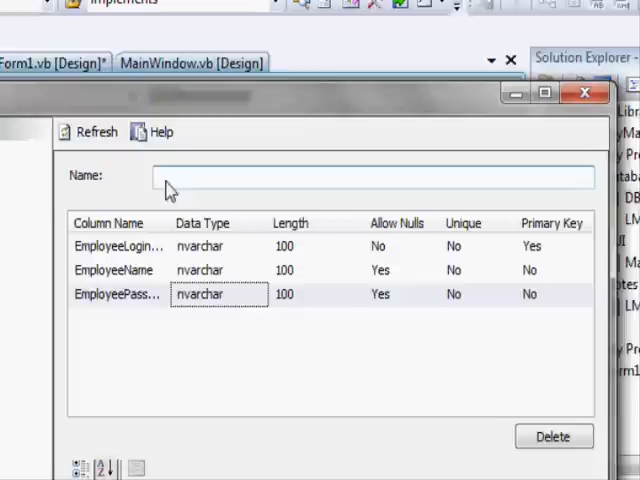 implements
Form1.vb [Design]* MainWindow.vb [Design] Solution Explorer -
Refresh Help
Name:
Column Name Data Type Length Allow Nulls Unique Primary Key
EmployeeLogin... nvarchar 100 No No Yes
EmployeeName nvarchar 100 Yes No No
EmployeePass... nvarchar 100 Yes No No
Delete